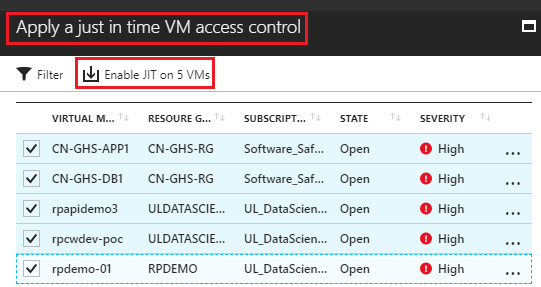 Apply a just in time VM access control
Filter Enable JIT on 5 VMs
VIRTUAL M... RESOURE G... SUBSCRIPT... STATE SEVERITY
CN-GHS-APP1 CN-GHS-RG Software_Saf... Open High ...
CN-GHS-DB1 CN-GHS-RG Software_Saf... Open High ...
rpapidemo3 ULDATASCIE... UL_DataScien... Open High ...
rpcwdev-poc ULDATASCIE... UL_DataScien... Open High ...
rpdemo-01 RPDEMO UL_DataScien... Open High ...